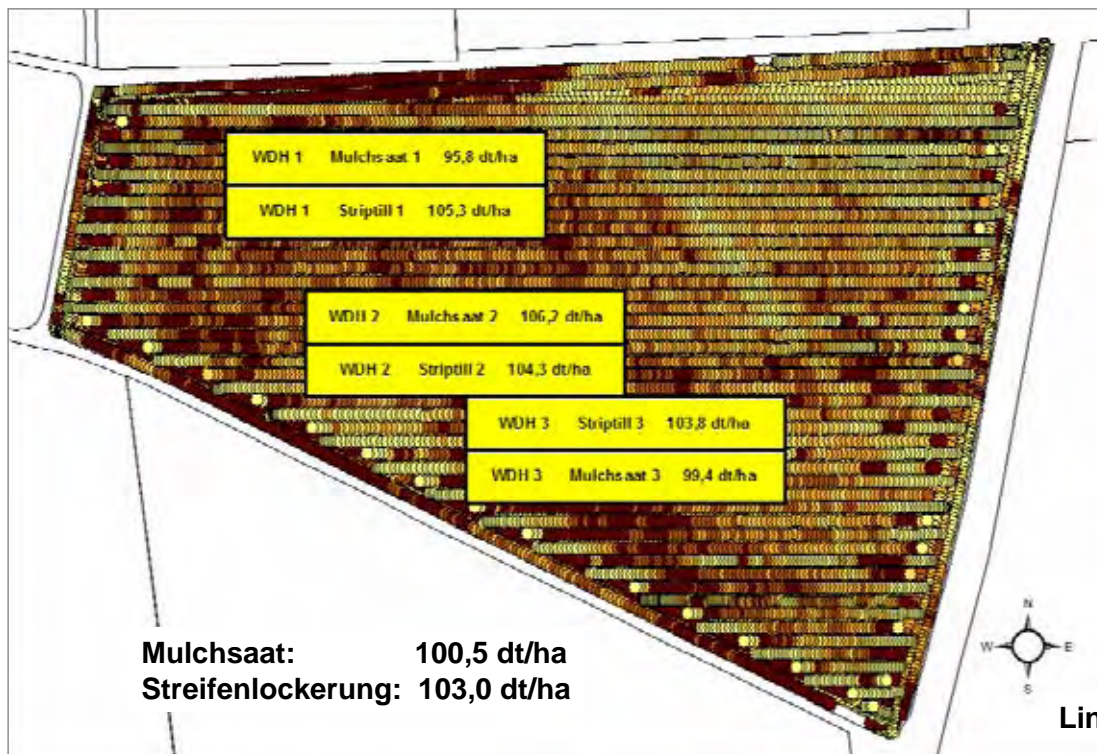 WDH 1 Mulchsaat 1 95,8 dt/ha
WDH 1 Striptill 1 105,3 dt/ha
WDH 2 Mulchsaat 2 106,2 dt/ha
WDH 2 Striptill 2 104,3 dt/ha
WDH 3 Striptill 3 103,8 dt/ha
WDH 3 Mulchsaat 3 99,4 dt/ha
N
W E
S
Mulchsaat: 100,5 dt/ha
Streifenlockerung: 103,0 dt/ha
Lin